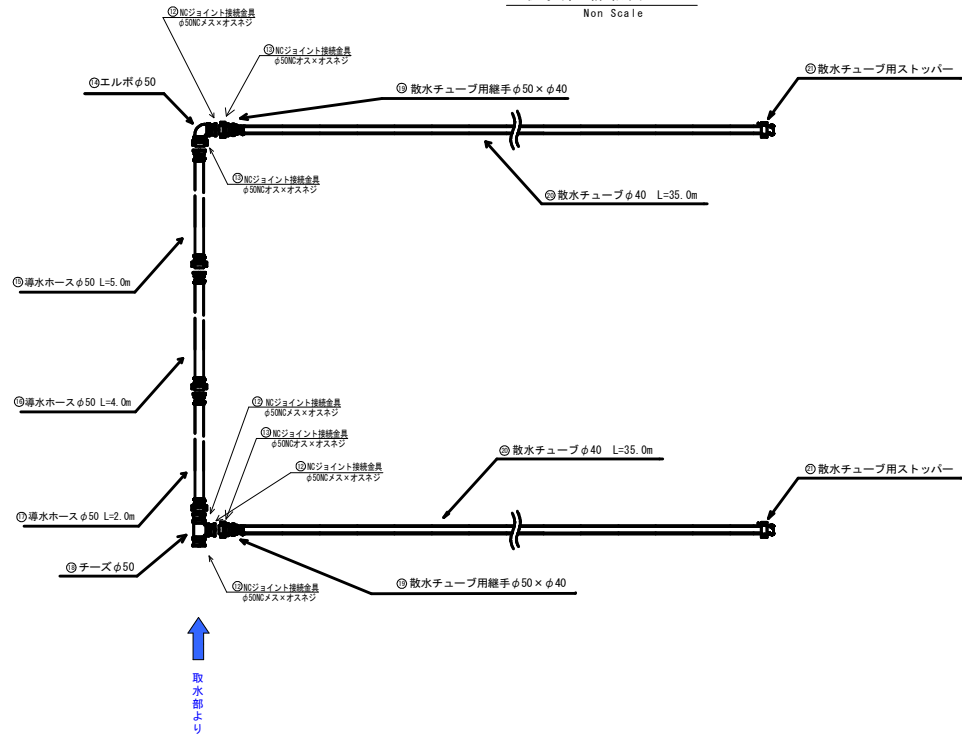 Non Scale
⑫NCジョイント接続金具
φ50NCメス×オスネジ
⑬NCジョイント接続金具
φ50NCオス×オスネジ
⑭エルボφ50
⑲散水チューブ用継手φ50×φ40
㉑散水チューブ用ストッパー
⑬NCジョイント接続金具
φ50NCオス×オスネジ
⑳散水チューブφ40 L=35.0m
⑮導水ホースφ50 L=5.0m
⑯導水ホースφ50 L=4.0m
⑫NCジョイント接続金具
φ50NCメス×オスネジ
⑬NCジョイント接続金具
φ50NCオス×オスネジ
⑫NCジョイント接続金具
φ50NCメス×オスネジ
⑳散水チューブφ40 L=35.0m
㉑散水チューブ用ストッパー
⑰導水ホースφ50 L=2.0m
⑱チーズφ50
⑫NCジョイント接続金具
φ50NCメス×オスネジ
⑲散水チューブ用継手φ50×φ40
取水部より